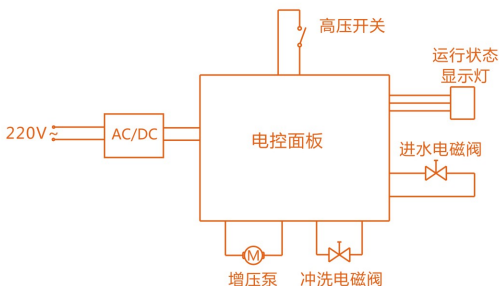 高压开关
运行状态
显示灯
220V~
AC/DC
电控面板
进水电磁阀
M
增压泵
冲洗电磁阀